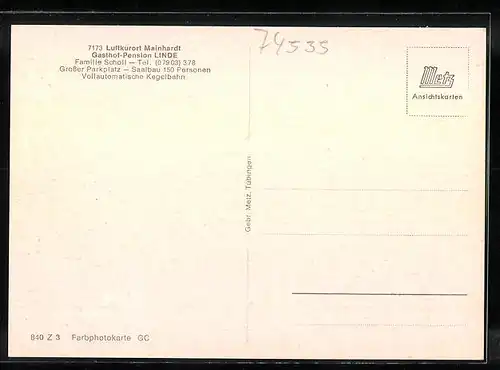 7173 Luftkurort Mainhardt
Gasthof-Pension LINDE
Familie Scholl – Tel. (07903) 378
Großer Parkplatz – Saalbau 150 Personen
Vollautomatische Kegelbahn
74535
Metz
Ansichtskarten
Gebr. Metz, Tübingen
840 Z 3 Farbphotokarte GC